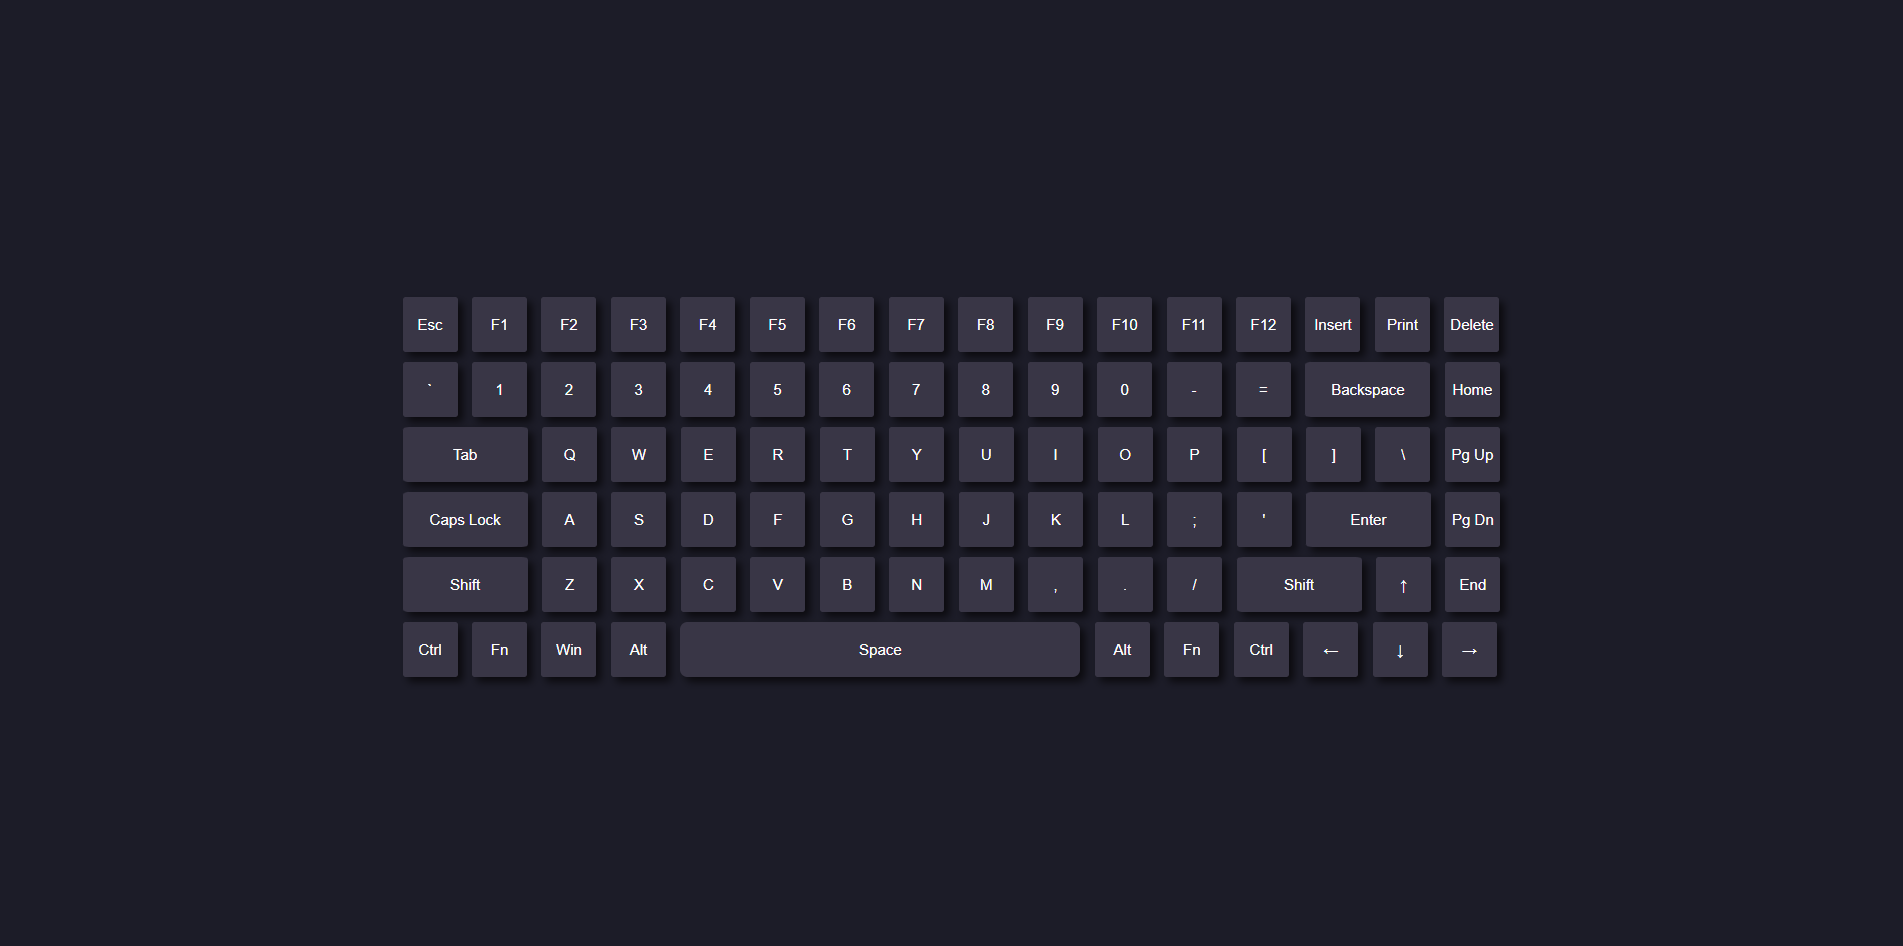 Esc F1 F2 F3 F4 F5 F6 F7 F8 F9 F10 F11 F12 Insert Print Delete
` 1 2 3 4 5 6 7 8 9 0 - = Backspace Home
Tab Q W E R T Y U I O P [ ] \ Pg Up
Caps Lock A S D F G H J K L ; ' Enter Pg Dn
Shift Z X C V B N M , . / Shift ↑ End
Ctrl Fn Win Alt Space Alt Fn Ctrl ← ↓ →